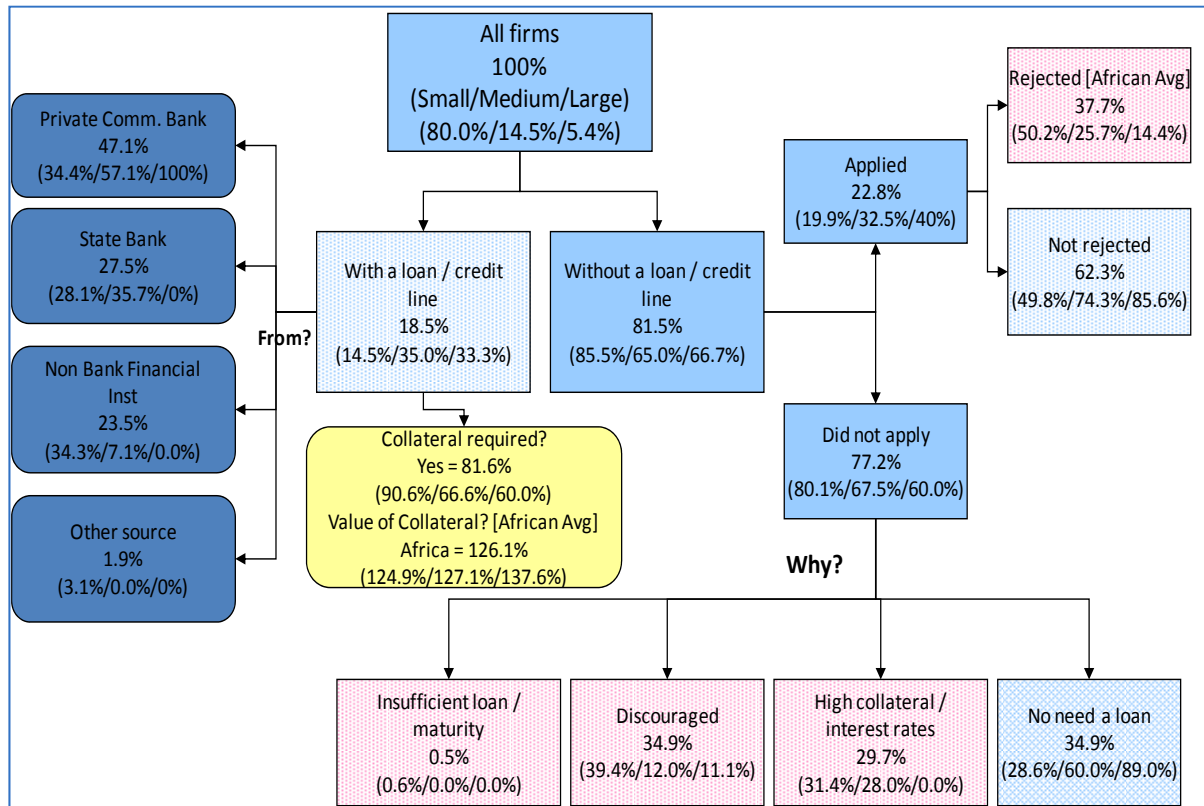 All firms
100%
(Small/Medium/Large)
(80.0%/14.5%/5.4%)
Private Comm. Bank
47.1%
(34.4%/57.1%/100%)
State Bank
27.5%
(28.1%/35.7%/0%)
Non Bank Financial
Inst
23.5%
(34.3%/7.1%/0.0%)
Other source
1.9%
(3.1%/0.0%/0%)
From?
With a loan / credit
line
18.5%
(14.5%/35.0%/33.3%)
Without a loan / credit
line
81.5%
(85.5%/65.0%/66.7%)
Collateral required?
Yes = 81.6%
(90.6%/66.6%/60.0%)
Value of Collateral? [African Avg]
Africa = 126.1%
(124.9%/127.1%/137.6%)
Applied
22.8%
(19.9%/32.5%/40%)
Rejected [African Avg]
37.7%
(50.2%/25.7%/14.4%)
Not rejected
62.3%
(49.8%/74.3%/85.6%)
Did not apply
77.2%
(80.1%/67.5%/60.0%)
Why?
Insufficient loan /
maturity
0.5%
(0.6%/0.0%/0.0%)
Discouraged
34.9%
(39.4%/12.0%/11.1%)
High collateral /
interest rates
29.7%
(31.4%/28.0%/0.0%)
No need a loan
34.9%
(28.6%/60.0%/89.0%)